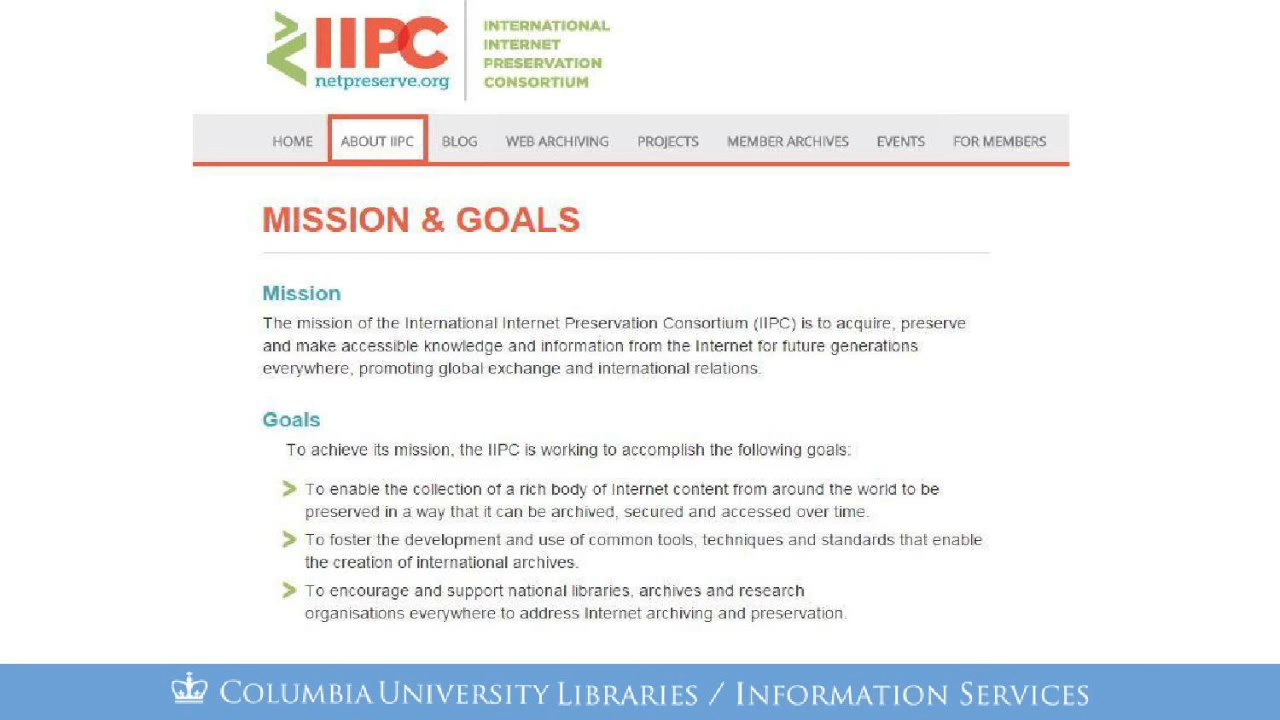 IIPC
netpreserve.org
INTERNATIONAL
INTERNET
PRESERVATION
CONSORTIUM
HOME ABOUT IIPC BLOG WEB ARCHIVING PROJECTS MEMBER ARCHIVES EVENTS FOR MEMBERS
MISSION & GOALS
Mission
The mission of the International Internet Preservation Consortium (IIPC) is to acquire, preserve
and make accessible knowledge and information from the Internet for future generations
everywhere, promoting global exchange and international relations.
Goals
To achieve its mission, the IIPC is working to accomplish the following goals:
To enable the collection of a rich body of Internet content from around the world to be
preserved in a way that it can be archived, secured and accessed over time.
To foster the development and use of common tools, techniques and standards that enable
the creation of international archives.
To encourage and support national libraries, archives and research
organisations everywhere to address Internet archiving and preservation.
COLUMBIA UNIVERSITY LIBRARIES / INFORMATION SERVICES